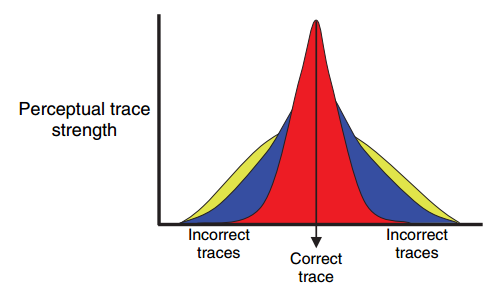 Perceptual trace
strength
Incorrect
traces
Correct
trace
Incorrect
traces